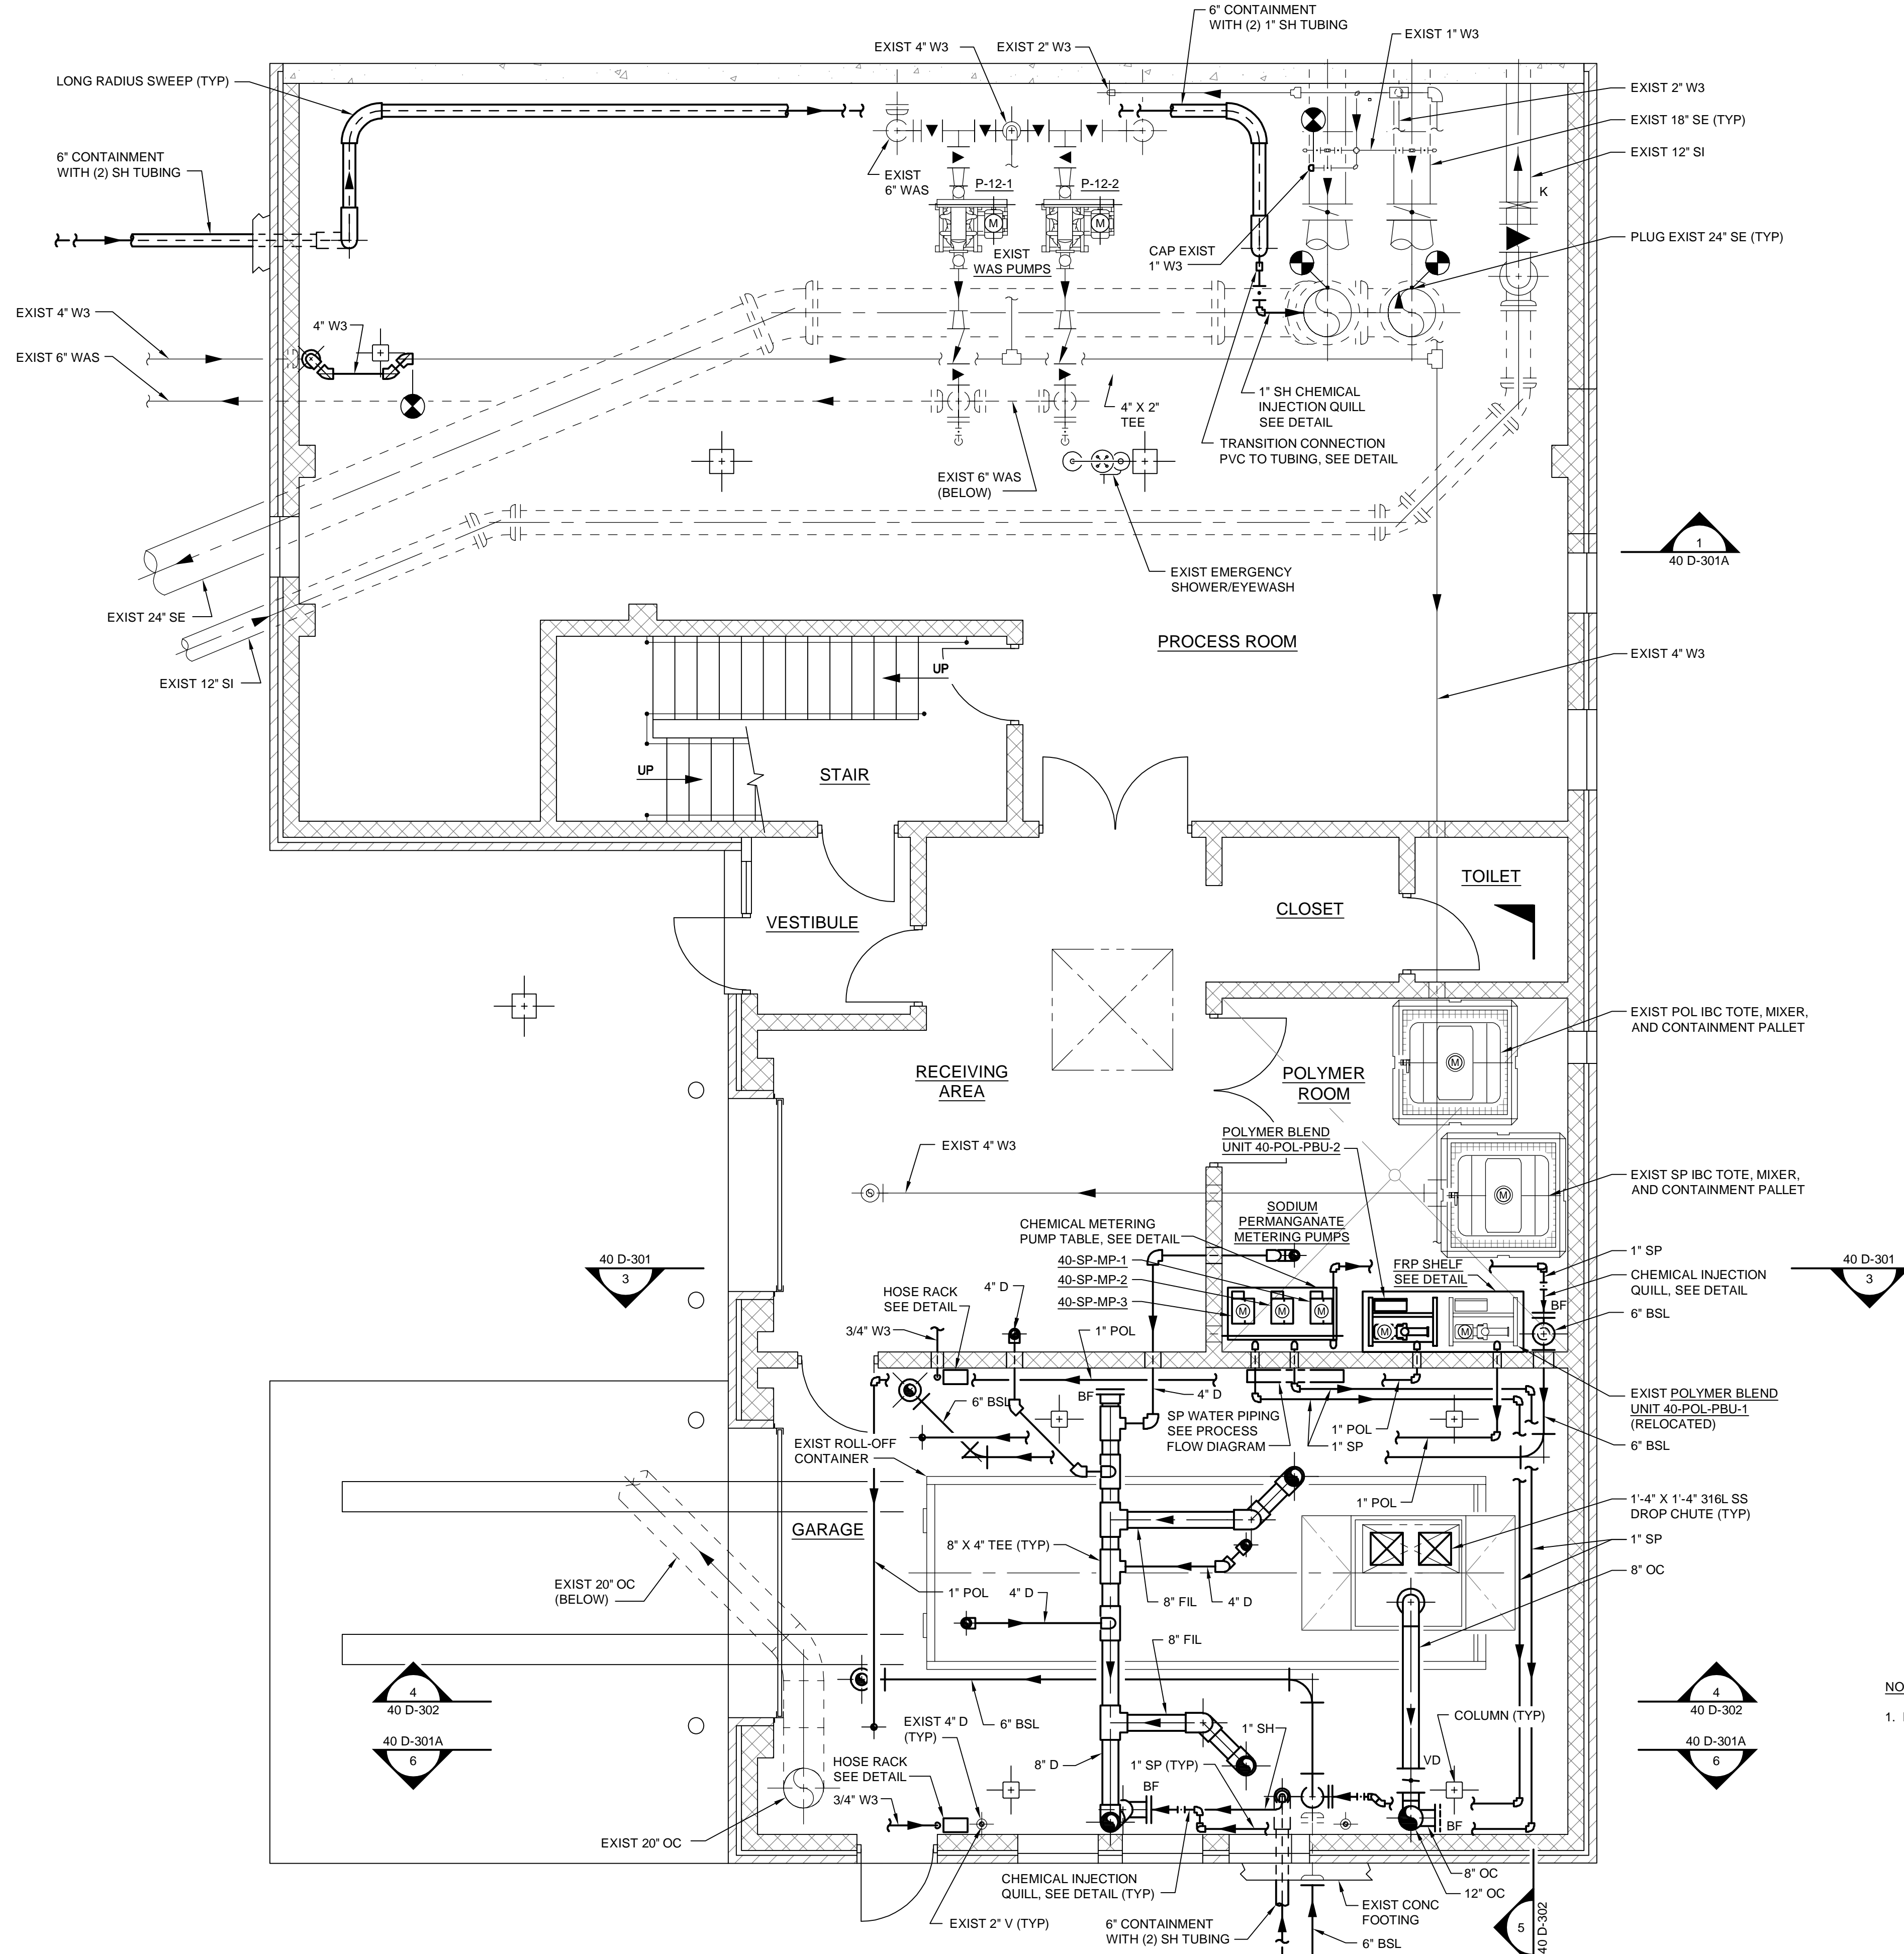 6" CONTAINMENT
WITH (2) 1" SH TUBING
EXIST 4" W3
EXIST 2" W3
EXIST 1" W3
LONG RADIUS SWEEP (TYP)
EXIST 2" W3
EXIST 18" SE (TYP)
6" CONTAINMENT
WITH (2) SH TUBING
EXIST
6" WAS
P-12-1
P-12-2
EXIST 12" SI
K
M
M
EXIST
WAS PUMPS
CAP EXIST
1" W3
PLUG EXIST 24" SE (TYP)
EXIST 4" W3
4" W3
EXIST 6" WAS
1" SH CHEMICAL
INJECTION QUILL
SEE DETAIL
4" X 2"
TEE
TRANSITION CONNECTION
PVC TO TUBING, SEE DETAIL
EXIST 6" WAS
(BELOW)
1
40 D-301A
EXIST EMERGENCY
SHOWER/EYEWASH
EXIST 24" SE
EXIST 12" SI
PROCESS ROOM
EXIST 4" W3
UP
UP
STAIR
TOILET
CLOSET
VESTIBULE
EXIST POL IBC TOTE, MIXER,
AND CONTAINMENT PALLET
M
RECEIVING
AREA
POLYMER
ROOM
POLYMER BLEND
UNIT 40-POL-PBU-2
EXIST 4" W3
EXIST SP IBC TOTE, MIXER,
AND CONTAINMENT PALLET
M
SODIUM
PERMANGANATE
METERING PUMPS
CHEMICAL METERING
PUMP TABLE, SEE DETAIL
40-SP-MP-1
40-SP-MP-2
40-SP-MP-3
FRP SHELF
SEE DETAIL
1" SP
CHEMICAL INJECTION
QUILL, SEE DETAIL
BF
6" BSL
40 D-301
3
40 D-301
3
HOSE RACK
SEE DETAIL
4" D
3/4" W3
1" POL
M
M
M
M
M
BF
6" BSL
4" D
SP WATER PIPING
SEE PROCESS
FLOW DIAGRAM
1" POL
1" SP
EXIST POLYMER BLEND
UNIT 40-POL-PBU-1
(RELOCATED)
6" BSL
EXIST ROLL-OFF
CONTAINER
1" POL
1'-4" X 1'-4" 316L SS
DROP CHUTE (TYP)
GARAGE
8" X 4" TEE (TYP)
1" SP
8" OC
EXIST 20" OC
(BELOW)
1" POL
4" D
8" FIL
4" D
8" FIL
4
40 D-302
4
40 D-302
NO
1.
6" BSL
EXIST 4" D
(TYP)
1" SH
COLUMN (TYP)
40 D-301A
6
40 D-301A
6
HOSE RACK
SEE DETAIL
8" D
1" SP (TYP)
VD
3/4" W3
BF
BF
EXIST 20" OC
CHEMICAL INJECTION
QUILL, SEE DETAIL (TYP)
8" OC
12" OC
EXIST CONC
FOOTING
EXIST 2" V (TYP)
6" CONTAINMENT
WITH (2) SH TUBING
6" BSL
5
40 D-302